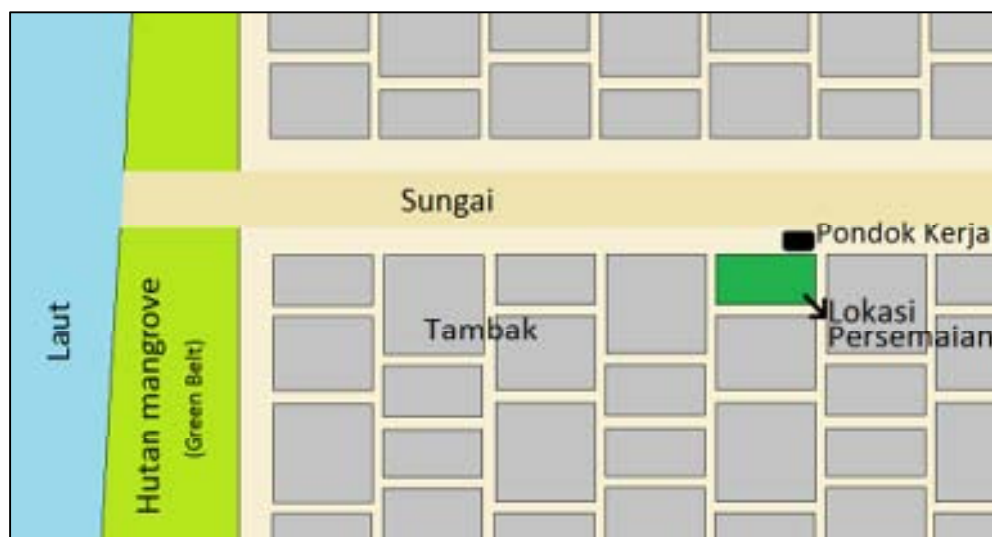 Sungai
Pondok Kerja
Lokasi
Persemaian
Tambak
Laut
Hutan mangrove
(Green Belt)